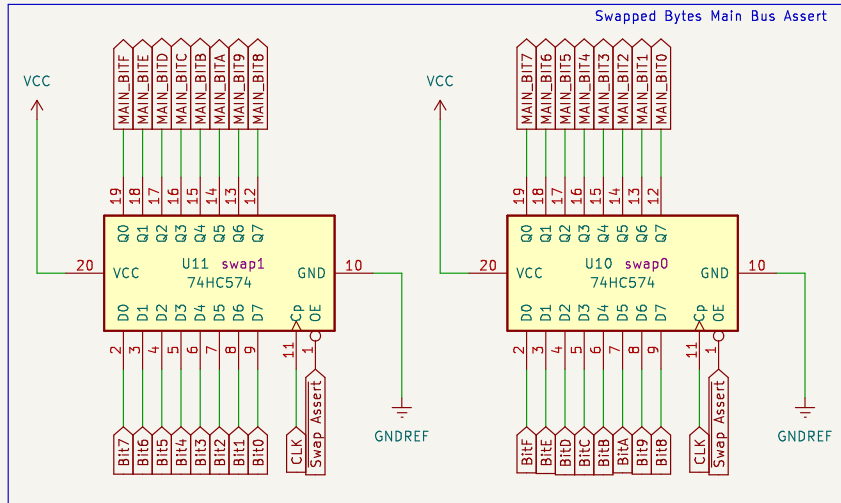 Swapped Bytes Main Bus Assert
MAIN_BITF
MAIN_BITE
MAIN_BITD
MAIN_BITC
MAIN_BITB
MAIN_BITA
MAIN_BIT9
MAIN_BIT8
MAIN_BIT7
MAIN_BIT6
MAIN_BIT5
MAIN_BIT4
MAIN_BIT3
MAIN_BIT2
MAIN_BIT1
MAIN_BIT0
VCC
VCC
19 18 17 16 15 14 13 12
19 18 17 16 15 14 13 12
Q0 Q1 Q2 Q3 Q4 Q5 Q6 Q7
Q0 Q1 Q2 Q3 Q4 Q5 Q6 Q7
20 VCC U11 swap1 GND 10
74HC574
20 VCC U10 swap0 GND 10
74HC574
D0 D1 D2 D3 D4 D5 D6 D7 Cp OE
D0 D1 D2 D3 D4 D5 D6 D7 Cp OE
2 3 4 5 6 7 8 9 11 1
2 3 4 5 6 7 8 9 11 1
GNDREF
GNDREF
Bit7
Bit6
Bit5
Bit4
Bit3
Bit2
Bit1
Bit0
CLK
Swap Assert
BitF
BitE
BitD
BitC
BitB
BitA
Bit9
Bit8
CLK
Swap Assert